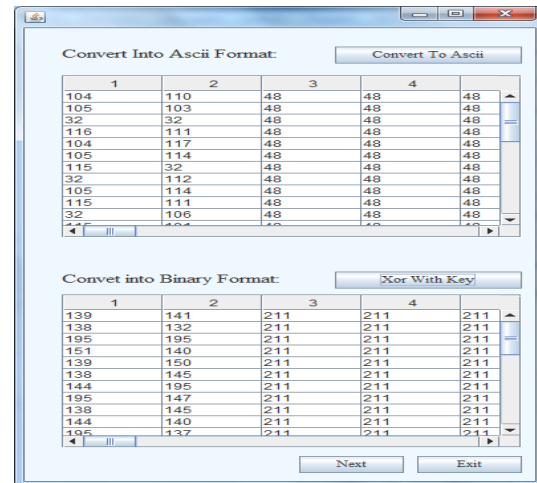 Convert Into Ascii Format: Convert To Ascii
1 2 3 4
104 110 48 48 48
105 103 48 48 48
32 32 48 48 48
116 111 48 48 48
104 117 48 48 48
105 114 48 48 48
115 32 48 48 48
32 112 48 48 48
105 114 48 48 48
115 111 48 48 48
32 106 48 48 48
Convet into Binary Format: Xor With Key
1 2 3 4
139 141 211 211 211
138 132 211 211 211
195 195 211 211 211
151 140 211 211 211
139 150 211 211 211
138 145 211 211 211
144 195 211 211 211
195 147 211 211 211
138 145 211 211 211
144 140 211 211 211
195 137 211 211 211
Next Exit